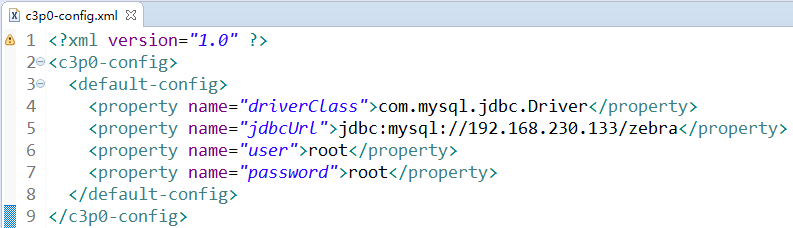 c3p0-config.xml
1 <?xml version="1.0" ?>
2 <c3p0-config>
3 <default-config>
4 <property name="driverClass">com.mysql.jdbc.Driver</property>
5 <property name="jdbcUrl">jdbc:mysql://192.168.230.133/zebra</property>
6 <property name="user">root</property>
7 <property name="password">root</property>
8 </default-config>
9 </c3p0-config>